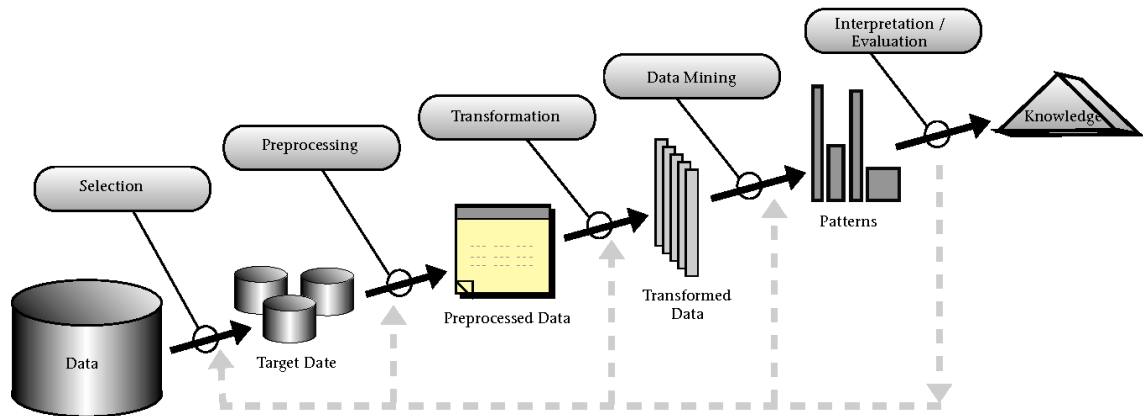 Interpretation /
Evaluation
Data Mining
Transformation
Preprocessing
Selection
Knowledge
Patterns
Transformed
Data
Preprocessed Data
Target Date
Data